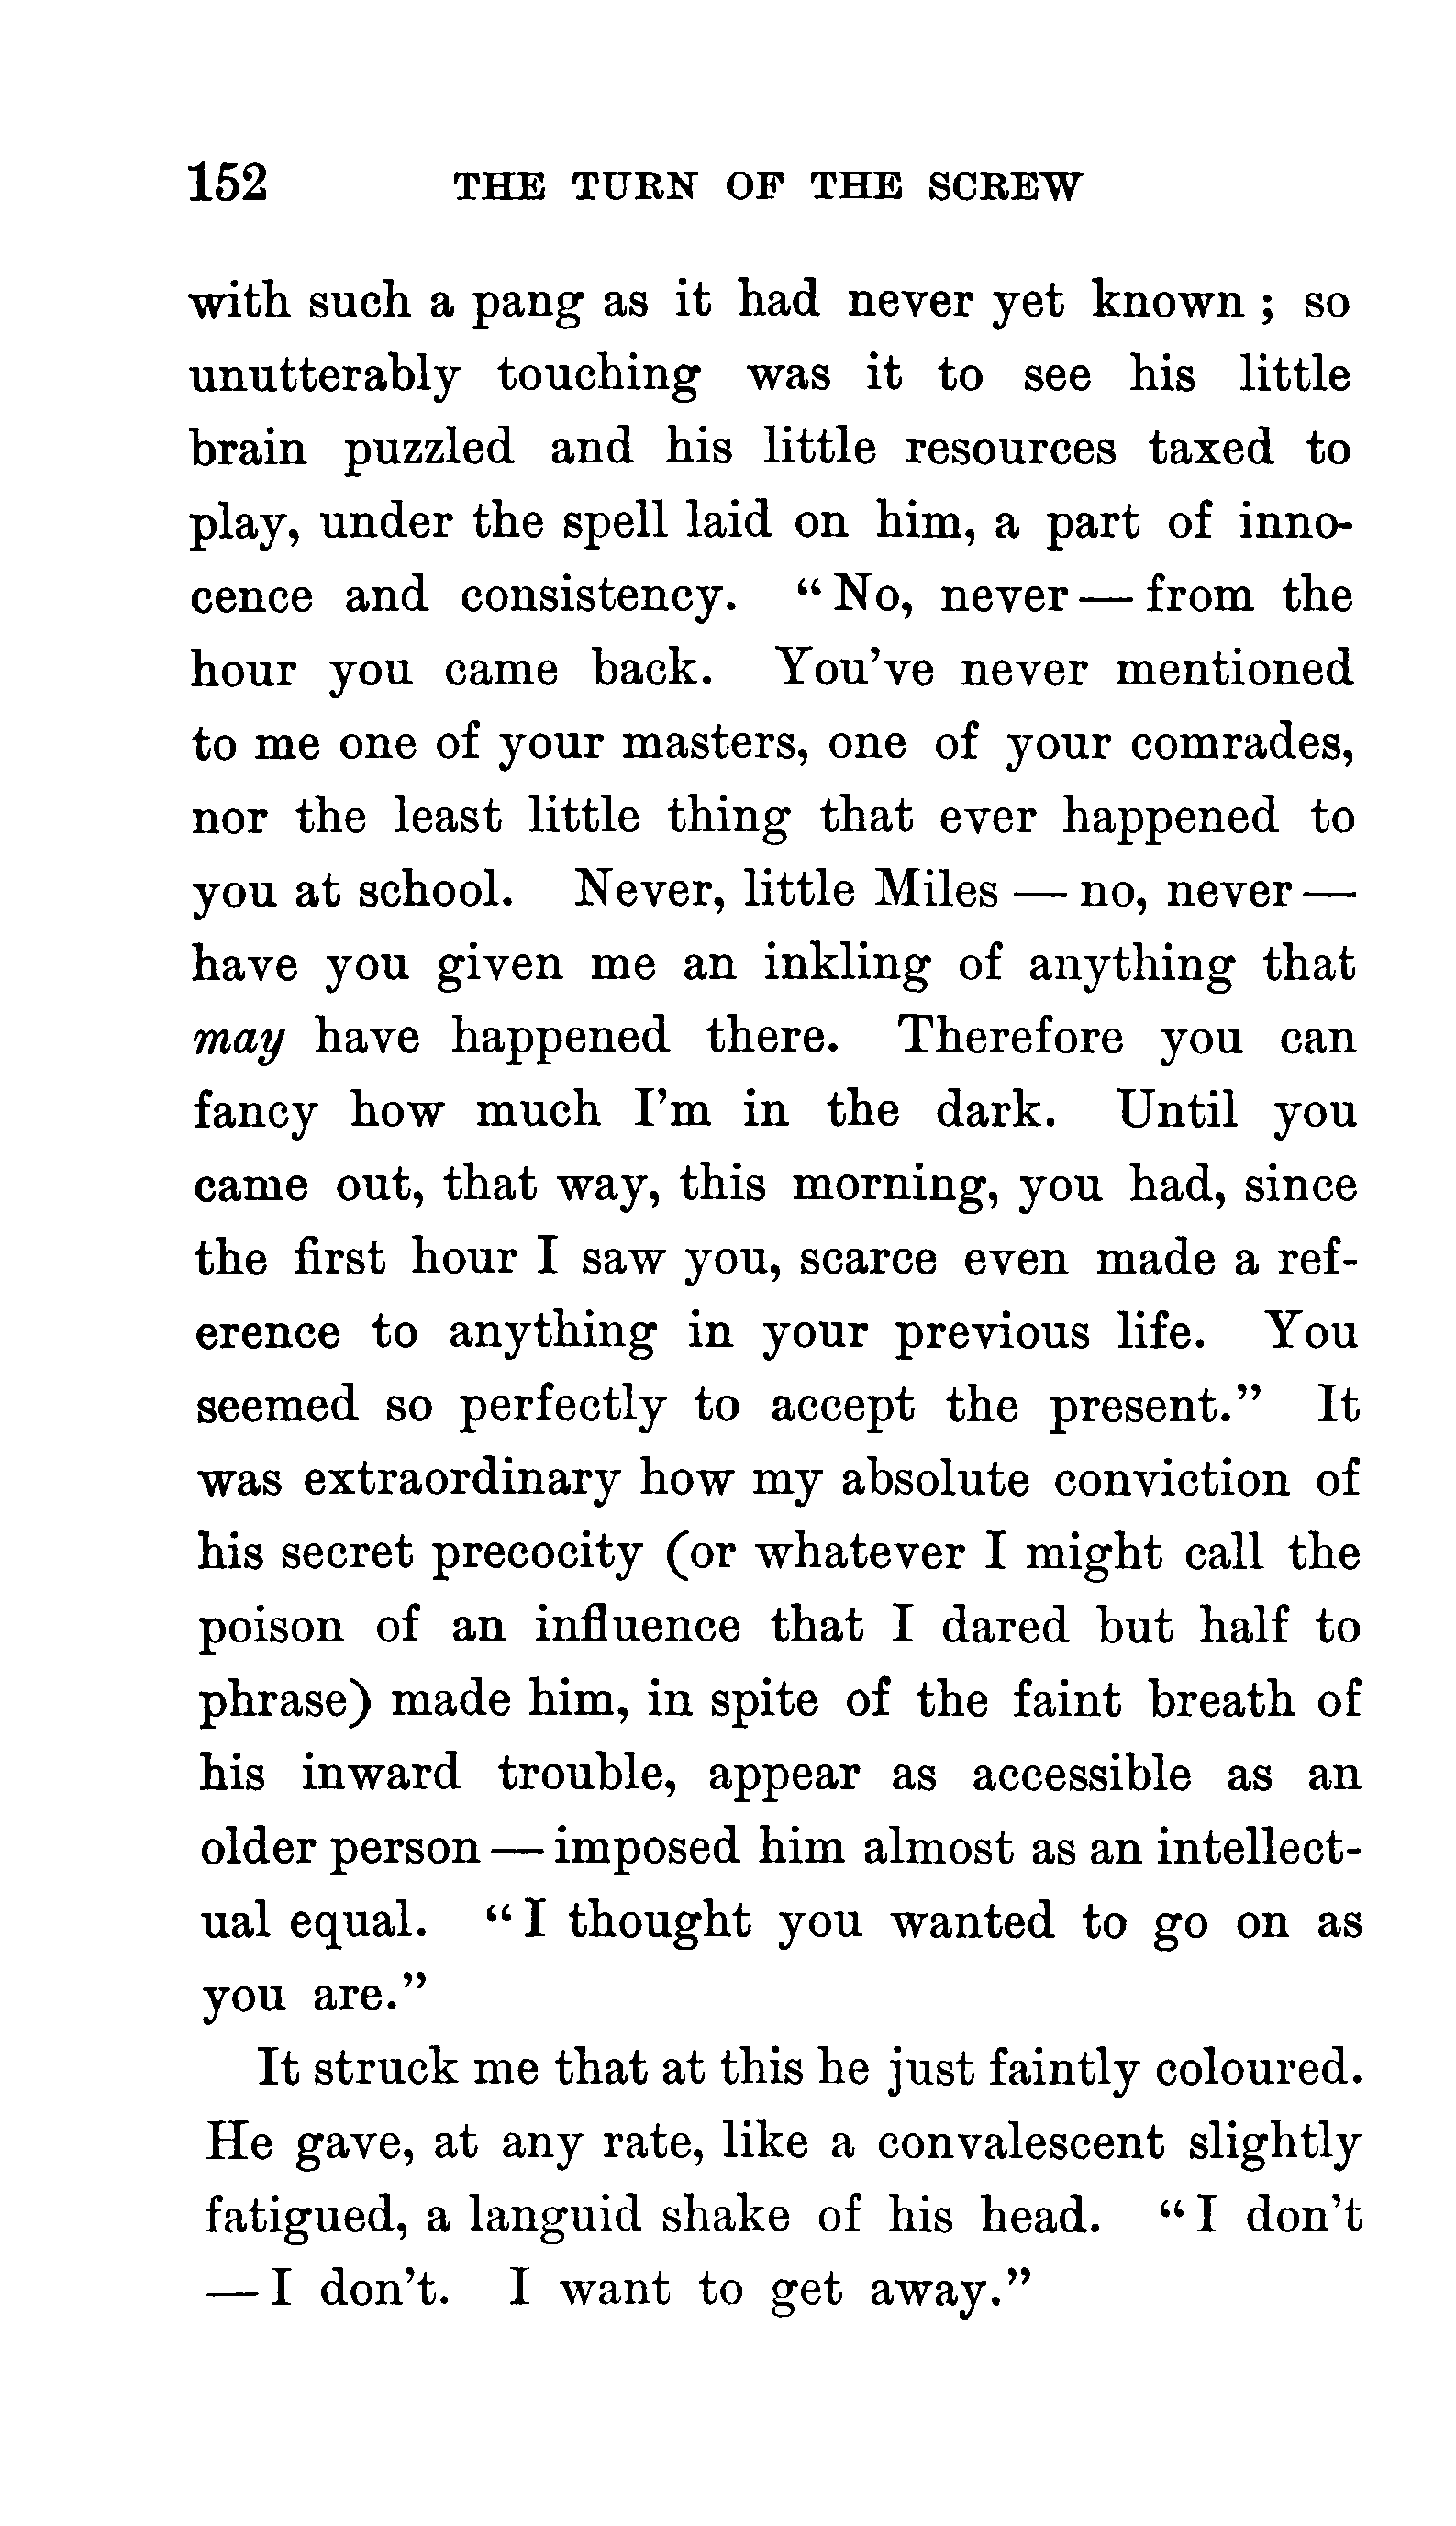 152 THE TURN OF THE SCREW
with such a pang as it had never yet known ; so
unutterably touching was it to see his little
brain puzzled and his little resources taxed to
play, under the spell laid on him, a part of inno-
cence and consistency. “No, never — from the
hour you came back. You’ve never mentioned
to me one of your masters, one of your comrades,
nor the least little thing that ever happened to
you at school. Never, little Miles — no, never —
have you given me an inkling of anything that
may have happened there. Therefore you can
fancy how much I’m in the dark. Until you
came out, that way, this morning, you had, since
the first hour I saw you, scarce even made a ref-
erence to anything in your previous life. You
seemed so perfectly to accept the present.” It
was extraordinary how my absolute conviction of
his secret precocity (or whatever I might call the
poison of an influence that I dared but half to
phrase) made him, in spite of the faint breath of
his inward trouble, appear as accessible as an
older person — imposed him almost as an intellect-
ual equal. “I thought you wanted to go on as
you are.”
It struck me that at this he just faintly coloured.
He gave, at any rate, like a convalescent slightly
fatigued, a languid shake of his head. “I don’t
— I don’t. I want to get away.”